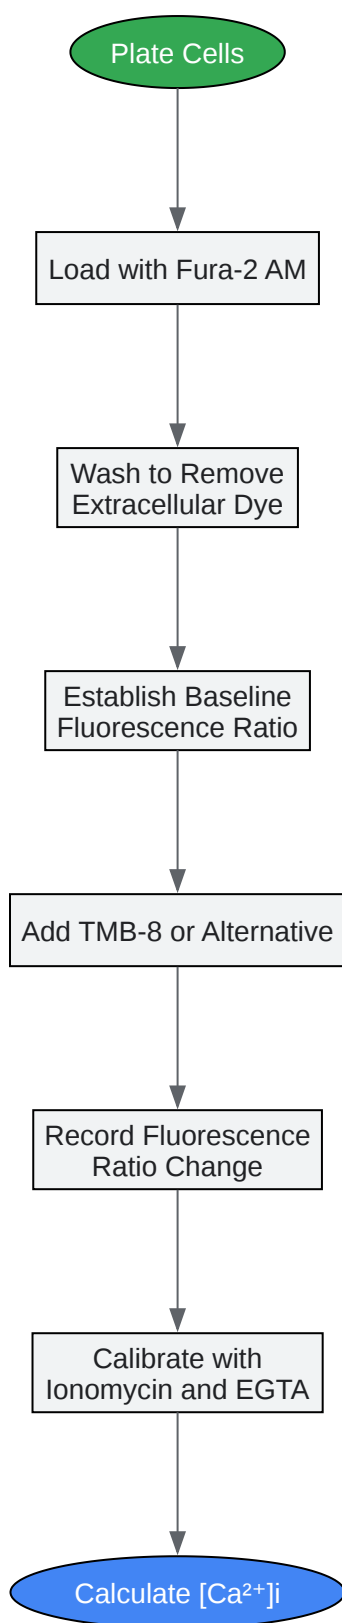 Plate Cells
Load with Fura-2 AM
Wash to Remove
Extracellular Dye
Establish Baseline
Fluorescence Ratio
Add TMB-8 or Alternative
Record Fluorescence
Ratio Change
Calibrate with
Ionomycin and EGTA
Calculate [Ca²⁺]i